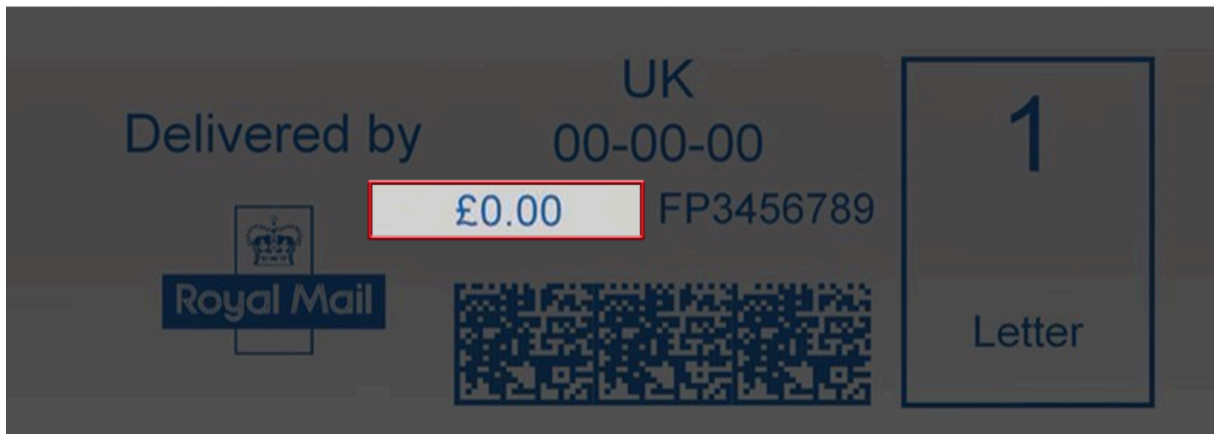 UK
Delivered by
00-00-00
£0.00 FP3456789
Royal Mail
1
Letter